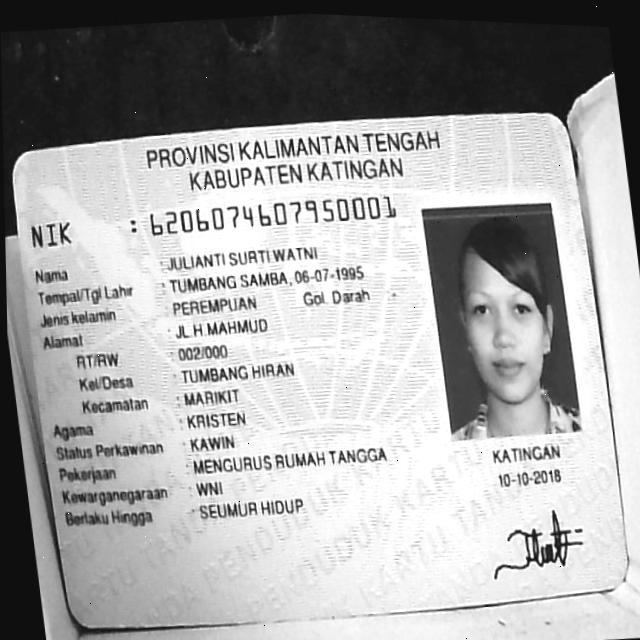 PROVINSI KALIMANTAN TENGAH
KABUPATEN KATINGAN
NIK : 6206074607950001
Nama : JULIANTI SURTI WATNI
Tempat/Tgl Lahir : TUMBANG SAMBA, 06-07-1995
Jenis kelamin : PEREMPUAN Gol. Darah : -
Alamat : JL.H.MAHMUD
RT/RW : 002/000
Kel/Desa : TUMBANG HIRAN
Kecamatan : MARIKIT
Agama : KRISTEN
Status Perkawinan : KAWIN
Pekerjaan : MENGURUS RUMAH TANGGA
Kewarganegaraan : WNI
Berlaku Hingga : SEUMUR HIDUP
KATINGAN
10-10-2018